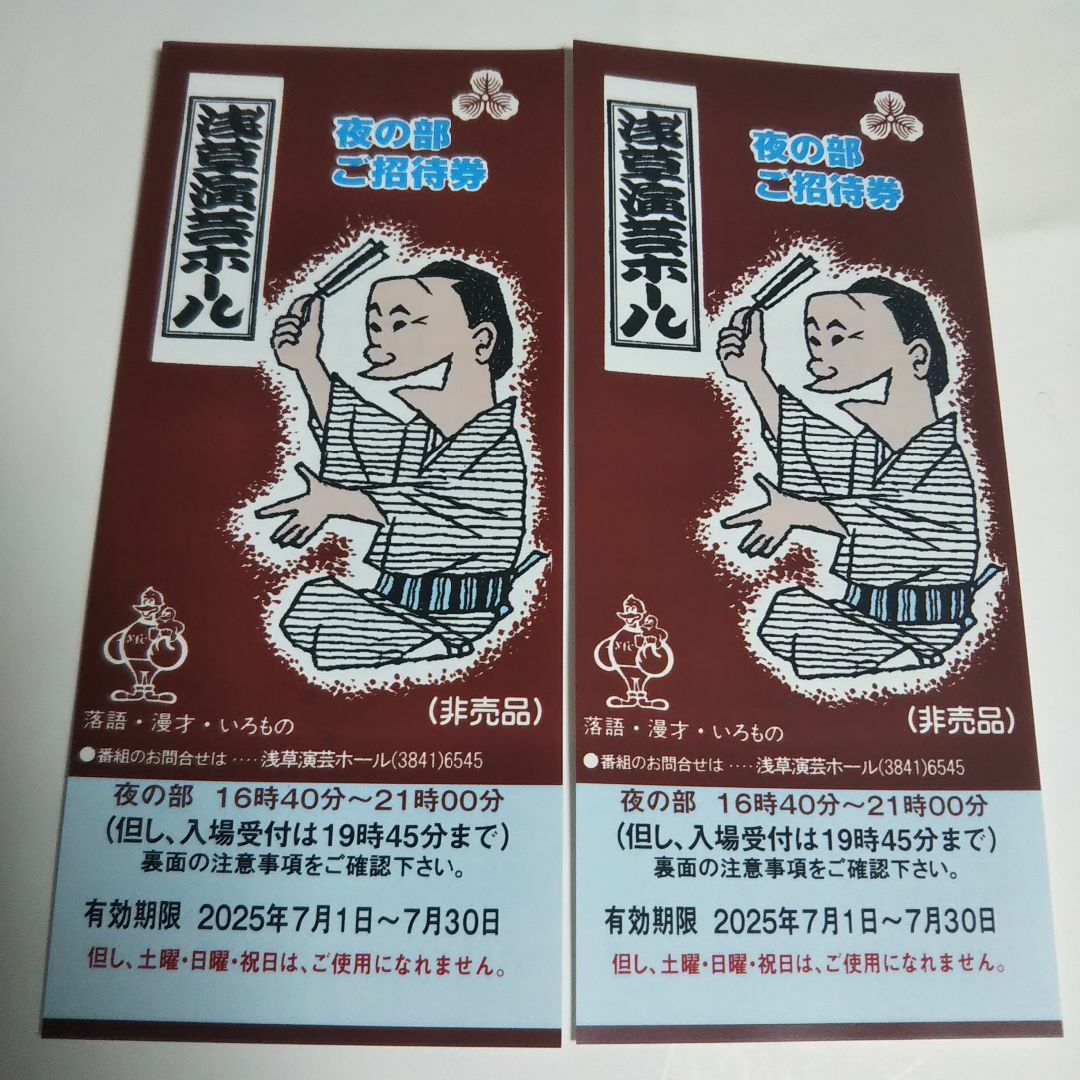 浅草演芸ホール
夜の部
ご招待券
(非売品)
落語・漫才・いろもの
●番組のお問合せは‥‥浅草演芸ホール(3841)6545
夜の部 16時40分～21時00分
(但し、入場受付は19時45分まで)
裏面の注意事項をご確認下さい。
有効期限 2025年7月1日～7月30日
但し、土曜・日曜・祝日は、ご使用になれません。
浅草演芸ホール
夜の部
ご招待券
(非売品)
落語・漫才・いろもの
●番組のお問合せは‥‥浅草演芸ホール(3841)6545
夜の部 16時40分～21時00分
(但し、入場受付は19時45分まで)
裏面の注意事項をご確認下さい。
有効期限 2025年7月1日～7月30日
但し、土曜・日曜・祝日は、ご使用になれません。